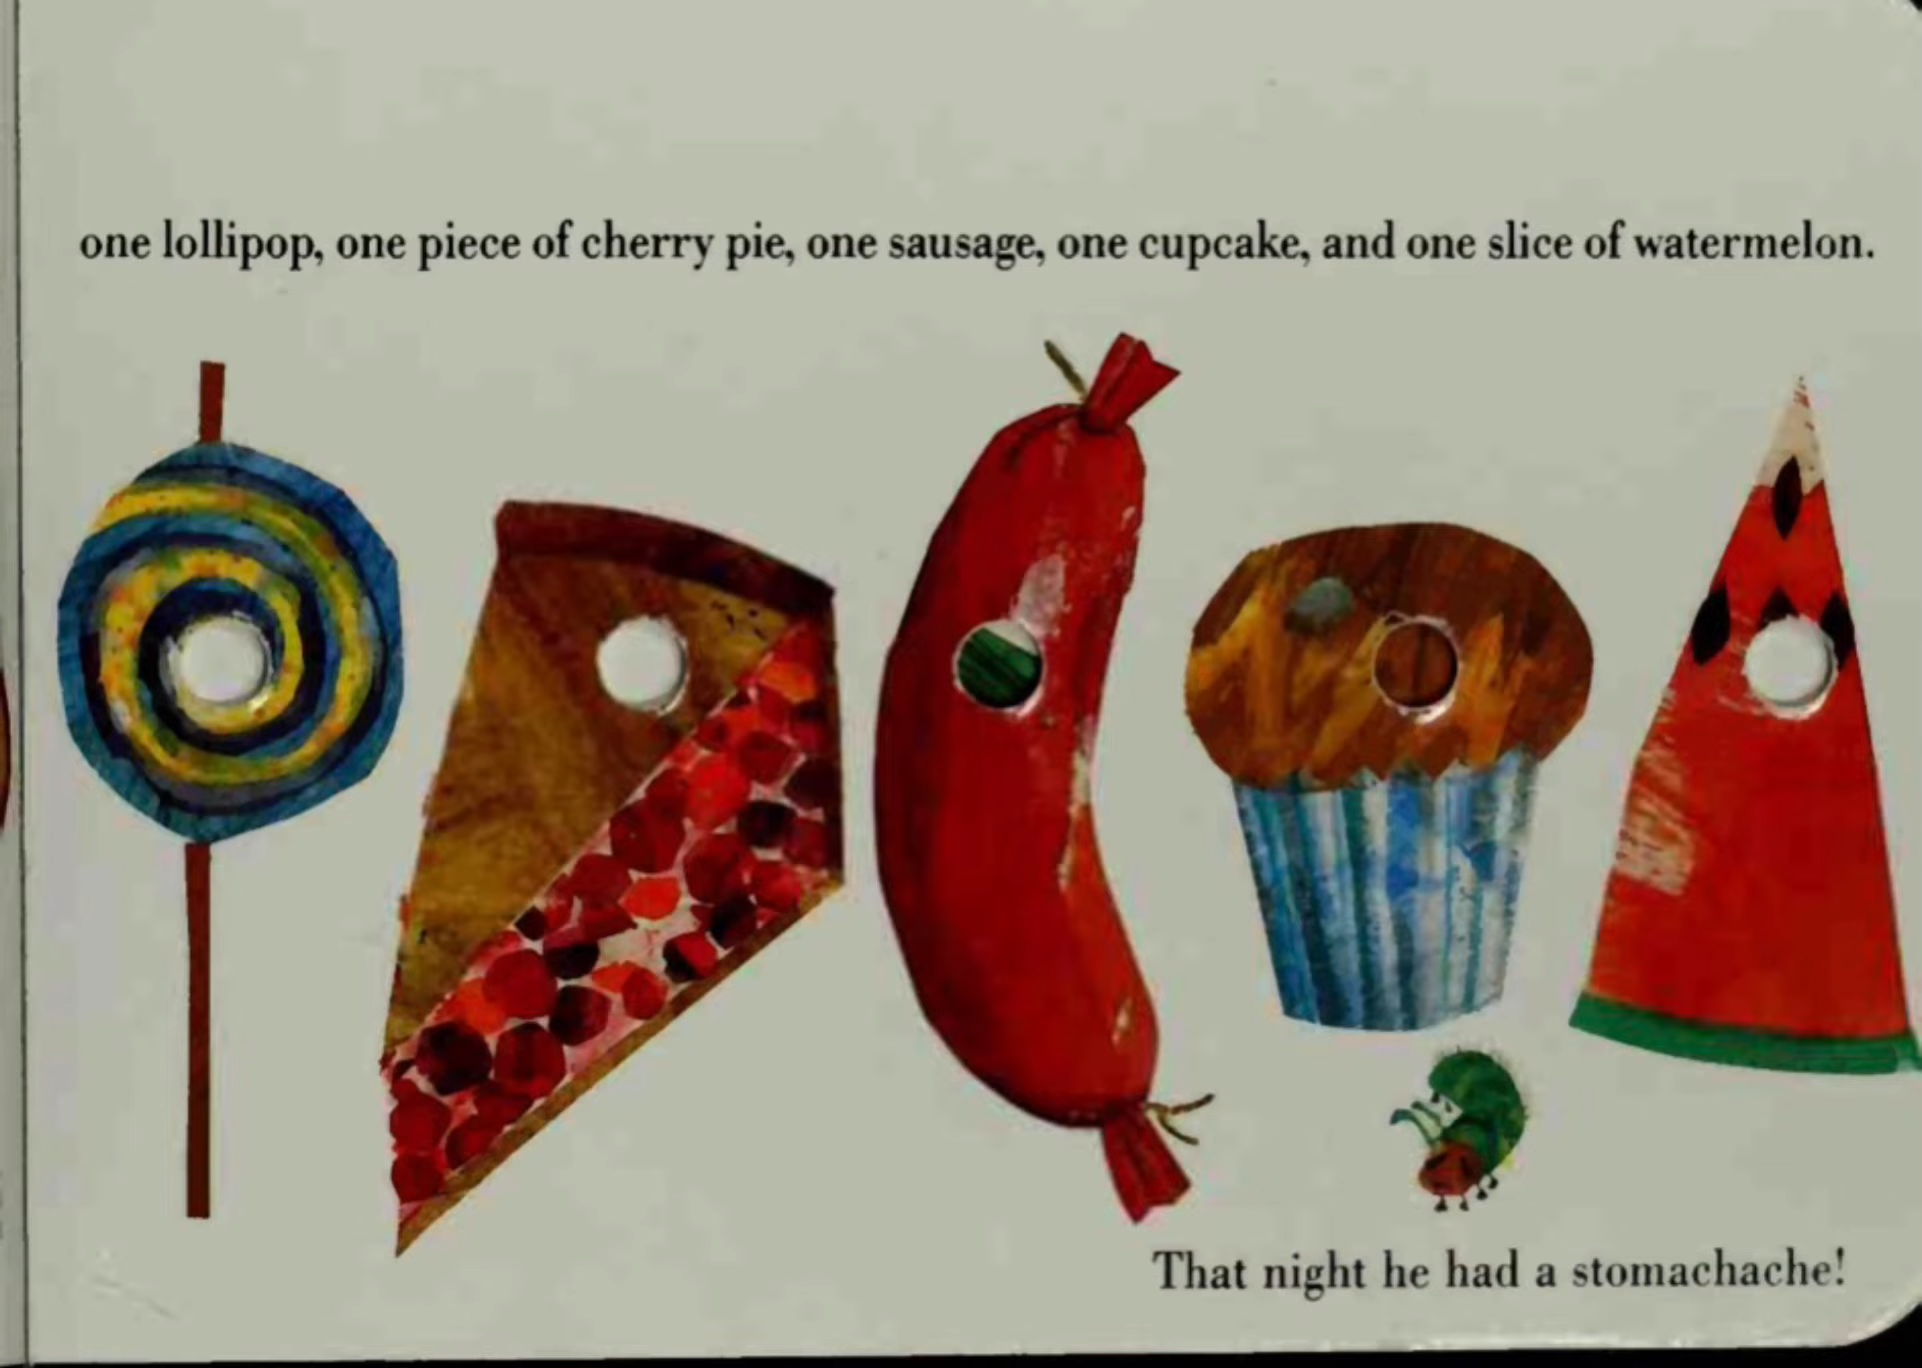 one lollipop, one piece of cherry pie, one sausage, one cupcake, and one slice of watermelon.
That night he had a stomachache!